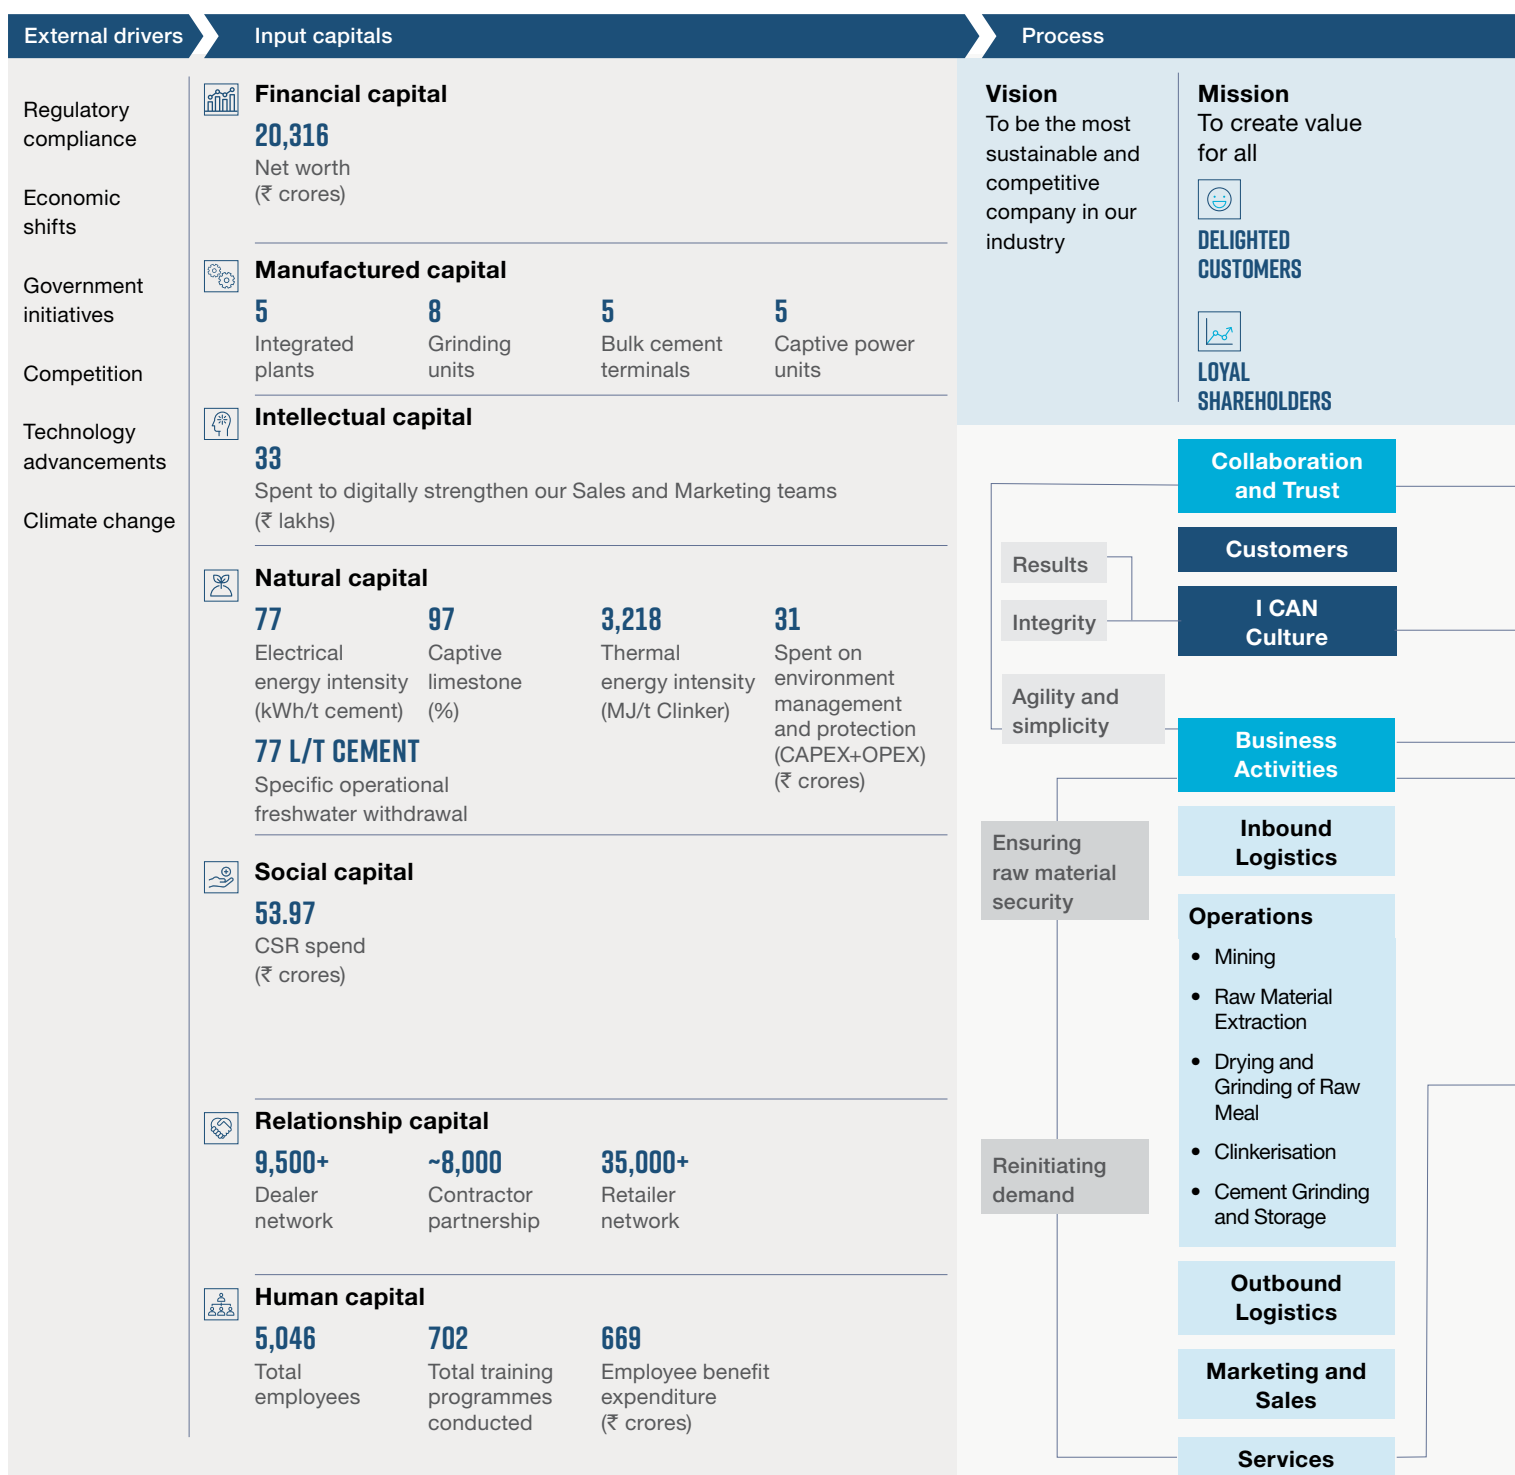 External drivers
Input capitals
Process
Regulatory
compliance
Economic
shifts
Government
initiatives
Competition
Technology
advancements
Climate change
Financial capital
20,316
Net worth
(₹ crores)
Manufactured capital
5
Integrated
plants
8
Grinding
units
5
Bulk cement
terminals
5
Captive power
units
Intellectual capital
33
Spent to digitally strengthen our Sales and Marketing teams
(₹ lakhs)
Natural capital
77
Electrical
energy intensity
(kWh/t cement)
97
Captive
limestone
(%)
3,218
Thermal
energy intensity
(MJ/t Clinker)
31
Spent on
environment
management
and protection
(CAPEX+OPEX)
(₹ crores)
77 L/T CEMENT
Specific operational
freshwater withdrawal
Social capital
53.97
CSR spend
(₹ crores)
Relationship capital
9,500+
Dealer
network
~8,000
Contractor
partnership
35,000+
Retailer
network
Human capital
5,046
Total
employees
702
Total training
programmes
conducted
669
Employee benefit
expenditure
(₹ crores)
Vision
To be the most
sustainable and
competitive
company in our
industry
Mission
To create value
for all
DELIGHTED
CUSTOMERS
LOYAL
SHAREHOLDERS
Collaboration
and Trust
Customers
Results
Integrity
I CAN
Culture
Agility and
simplicity
Business
Activities
Ensuring
raw material
security
Inbound
Logistics
Operations
• Mining
• Raw Material
Extraction
• Drying and
Grinding of Raw
Meal
• Clinkerisation
• Cement Grinding
and Storage
Reinitiating
demand
Outbound
Logistics
Marketing and
Sales
Services